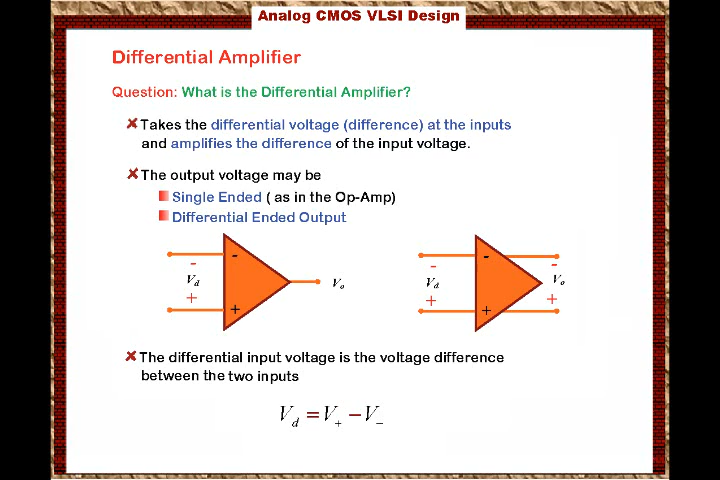 Analog CMOS VLSI Design
Differential Amplifier
Question: What is the Differential Amplifier?
Takes the differential voltage (difference) at the inputs
and amplifies the difference of the input voltage.
The output voltage may be
Single Ended ( as in the Op-Amp)
Differential Ended Output
- V_d + - + V_o
- V_d + - + - V_o +
The differential input voltage is the voltage difference
between the two inputs
V_d = V_+ − V_−